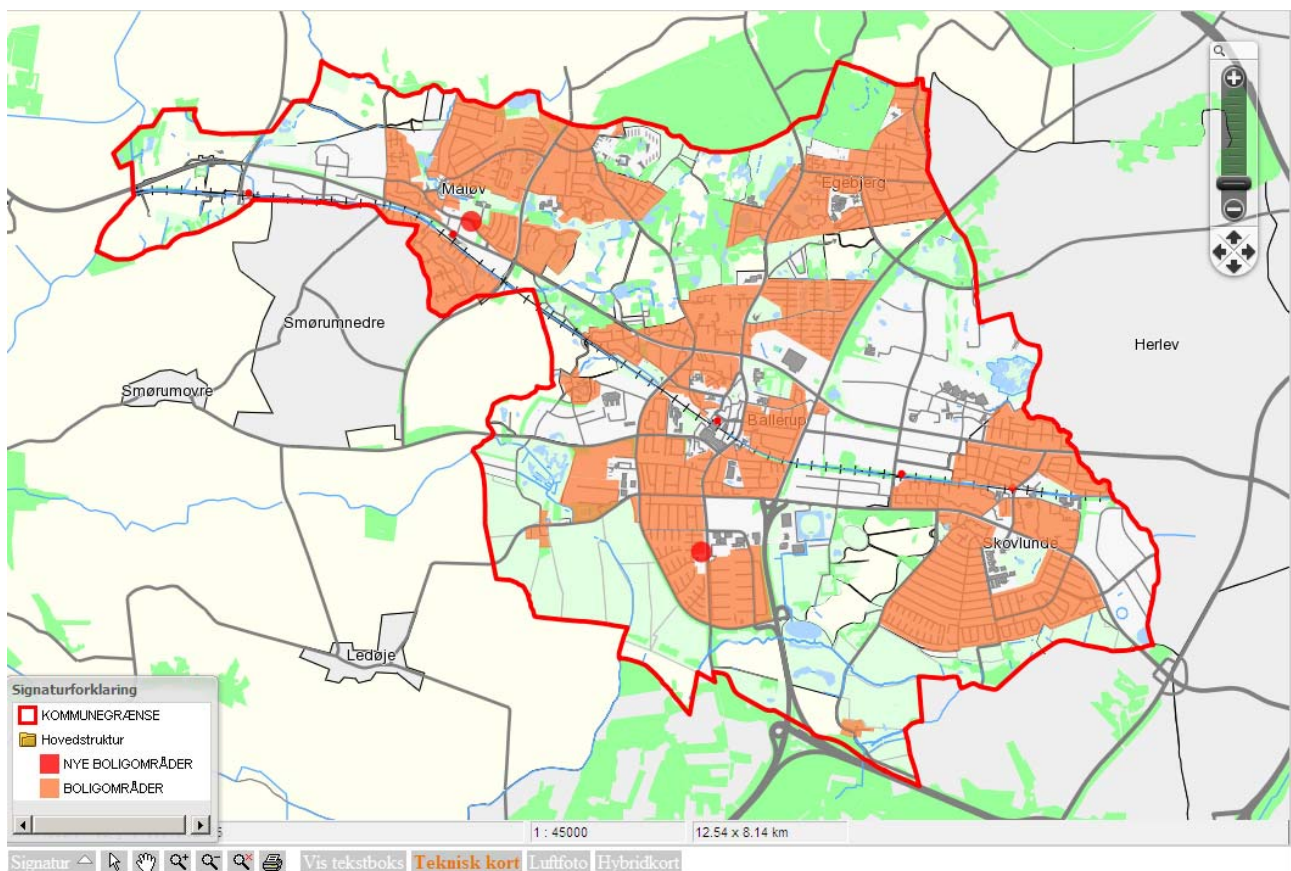 Måløv
Egebjerg
Smørumnedre
Herlev
Smørumovre
Ballerup
Skovlunde
Ledøje
Signaturforklaring
KOMMUNEGRÆNSE
Hovedstruktur
NYE BOLIGOMRÅDER
BOLIGOMRÅDER
1 : 45000
12.54 x 8.14 km
Signatur
Vis tekstboks
Teknisk kort
Luftfoto
Hybridkort